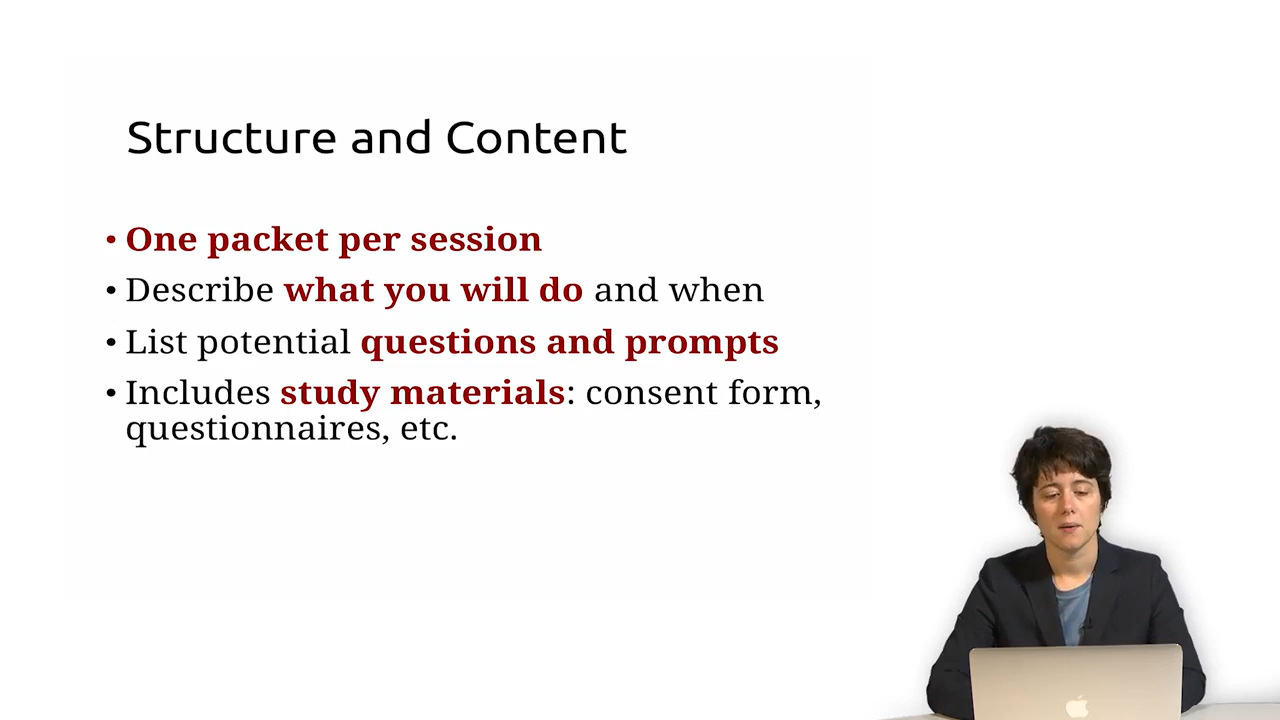 Structure and Content
• One packet per session
• Describe what you will do and when
• List potential questions and prompts
• Includes study materials: consent form,
questionnaires, etc.